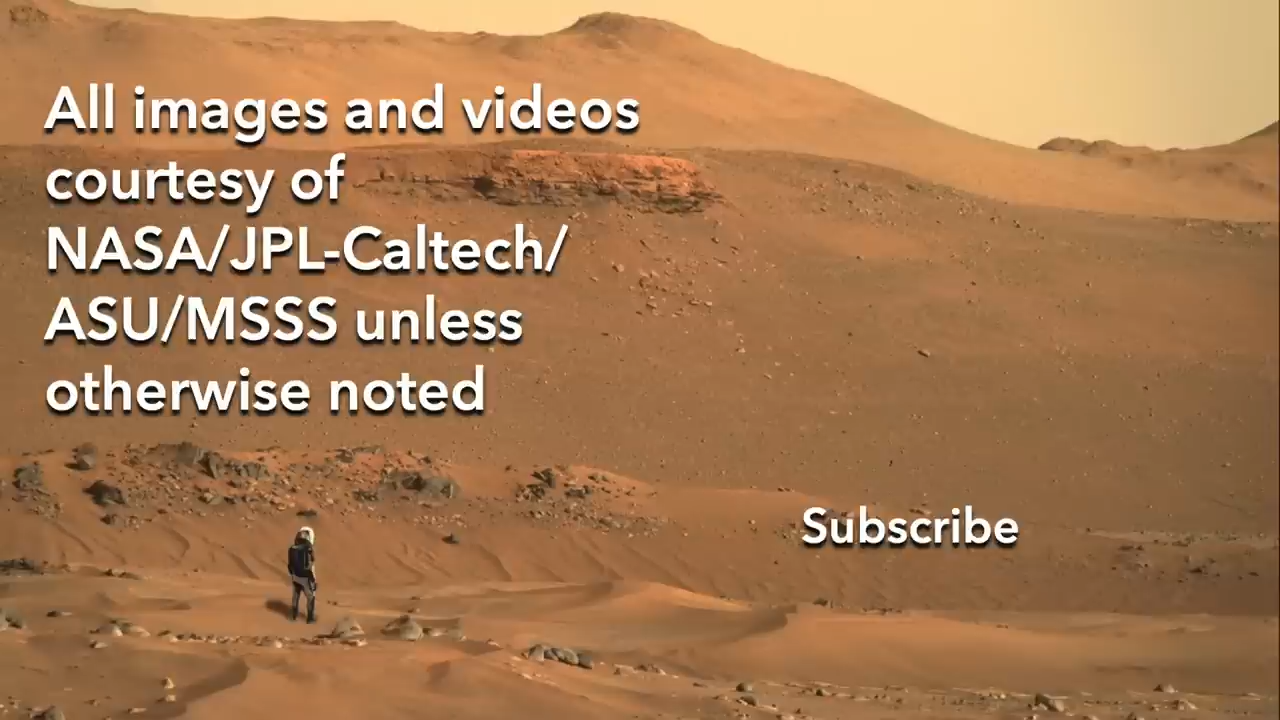 All images and videos
courtesy of
NASA/JPL-Caltech/
ASU/MSSS unless
otherwise noted
Subscribe